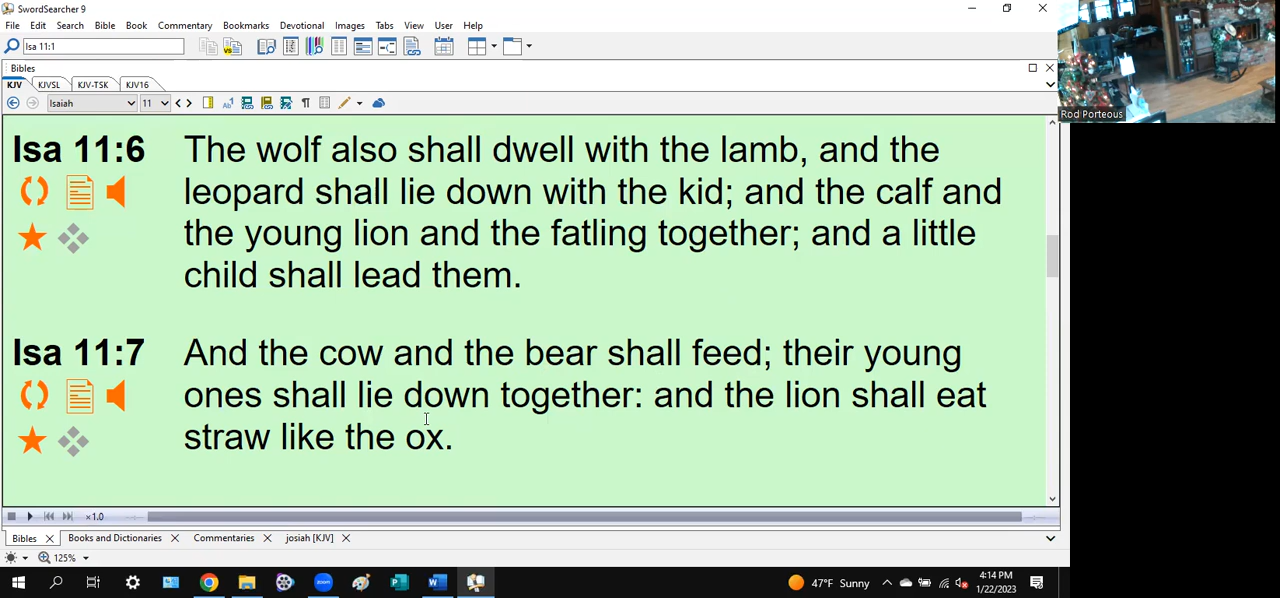 SwordSearcher 9
File Edit Search Bible Book Commentary Bookmarks Devotional Images Tabs View User Help
Isa 11:1
Bibles
KJV KJVSL KJV-TSK KJV16
Isaiah 11
Rod Porteous
Isa 11:6 The wolf also shall dwell with the lamb, and the
leopard shall lie down with the kid; and the calf and
the young lion and the fatling together; and a little
child shall lead them.
Isa 11:7 And the cow and the bear shall feed; their young
ones shall lie down together: and the lion shall eat
straw like the ox.
×1.0
Bibles Books and Dictionaries Commentaries josiah [KJV]
125%
zoom
47°F Sunny
4:14 PM
1/22/2023